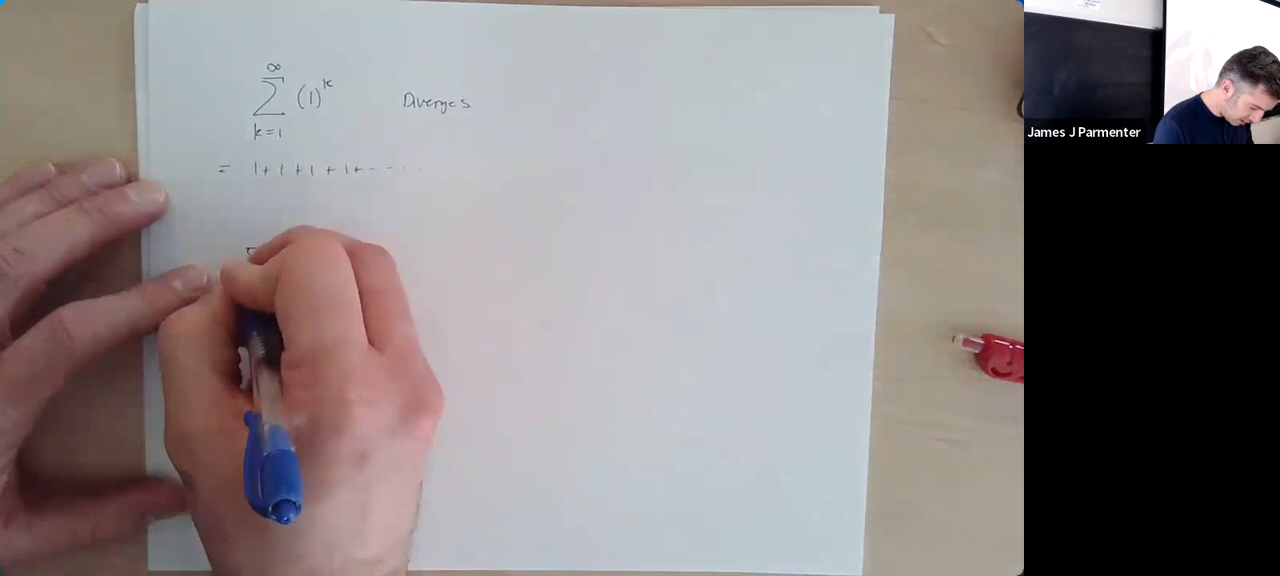 ∞
∑ (1)^k Diverges
k=1
= 1+1+1+1+-----
James J Parmenter